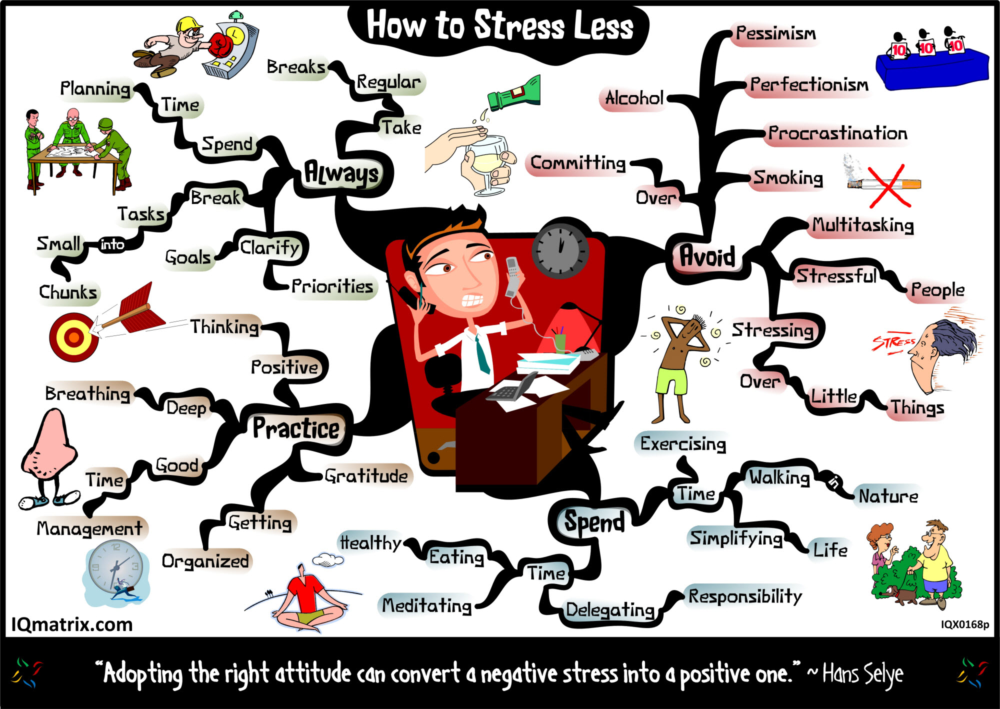 How to Stress Less
Breaks
Regular
Take
Planning
Time
Spend
Always
Break
Tasks
into
Small
Chunks
Clarify
Goals
Priorities
Thinking
Positive
Breathing
Deep
Practice
Good
Time
Management
Gratitude
Getting
Organized
12
3
9
Pessimism
10
10
10
Perfectionism
Alcohol
Procrastination
Committing
Over
Smoking
Avoid
Multitasking
Stressful
People
Stressing
Over
Little
Things
STRESS
Exercising
Time
Walking
in
Nature
Spend
Simplifying
Life
Healthy
Eating
Time
Meditating
Delegating
Responsibility
IQmatrix.com
IQX0168p
“Adopting the right attitude can convert a negative stress into a positive one.” ~ Hans Selye